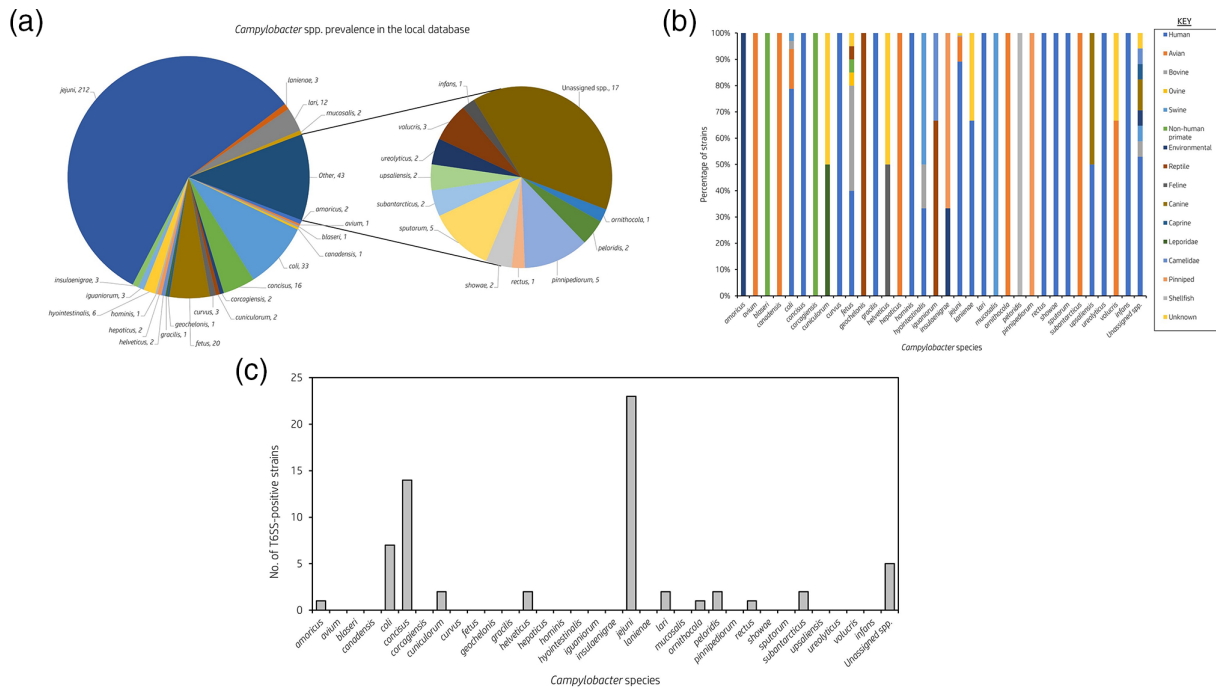 (a)
Campylobacter spp. prevalence in the local database
jejuni, 212
lanienae, 3
lari, 12
mucosalis, 2
Other, 43
amoricus, 2
avium, 1
blaseri, 1
canadensis, 1
coli, 33
cancisus, 16
corcagiensis, 2
cuniculorum, 2
curvus, 3
fetus, 20
geochelonis, 1
gracilis, 1
helveticus, 2
hepaticus, 2
hominis, 1
hyointestinalis, 6
iguaniorum, 3
insulaenigrae, 3
infans, 1
Unassigned spp., 17
volucris, 3
ureolyticus, 2
upsaliensis, 2
subantarcticus, 2
sputorum, 5
showae, 2
rectus, 1
pinnipediorum, 5
peloridis, 2
ornithocola, 1
(b)
Percentage of strains
100%
90%
80%
70%
60%
50%
40%
30%
20%
10%
0%
amoricus
avium
blaseri
canadensis
coli
concisus
corcagiensis
cuniculorum
curvus
fetus
geochelonis
gracilis
helveticus
hepaticus
hominis
hyointestinalis
iguaniorum
insulaenigrae
jejuni
lanienae
lari
mucosalis
ornithocola
peloridis
pinnipediorum
rectus
showae
sputorum
subantarcticus
upsaliensis
ureolyticus
volucris
infans
Unassigned spp.
Campylobacter species
KEY
Human
Avian
Bovine
Ovine
Swine
Non-human
primate
Environmental
Reptile
Feline
Canine
Caprine
Leporidae
Camelidae
Pinniped
Shellfish
Unknown
(c)
No. of T6SS-positive strains
25
20
15
10
5
0
amoricus
avium
blaseri
canadensis
coli
concisus
corcagiensis
cuniculorum
curvus
fetus
geochelonis
gracilis
helveticus
hepaticus
hominis
hyointestinalis
iguaniorum
insulaenigrae
jejuni
lanienae
lari
mucosalis
ornithocola
peloridis
pinnipediorum
rectus
showae
sputorum
subantarcticus
upsaliensis
ureolyticus
volucris
infans
Unassigned spp.
Campylobacter species